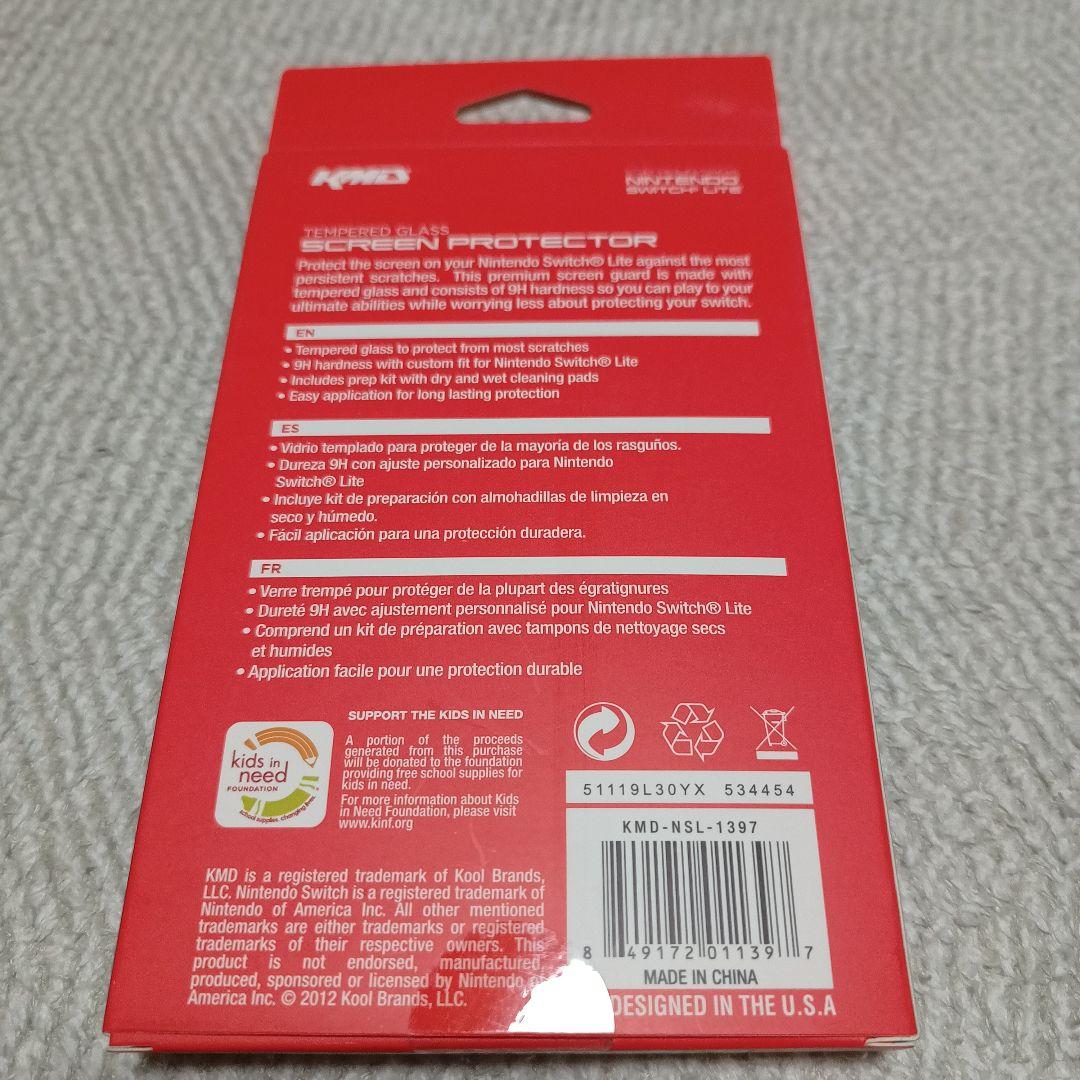 KMD
NINTENDO
SWITCH® LITE
TEMPERED GLASS
SCREEN PROTECTOR
Protect the screen on your Nintendo Switch® Lite against the most
persistent scratches. This premium screen guard is made with
tempered glass and consists of 9H hardness so you can play to your
ultimate abilities while worrying less about protecting your switch.
EN
• Tempered glass to protect from most scratches
• 9H hardness with custom fit for Nintendo Switch® Lite
• Includes prep kit with dry and wet cleaning pads
• Easy application for long lasting protection
ES
• Vidrio templado para proteger de la mayoría de los rasguños.
• Dureza 9H con ajuste personalizado para Nintendo
Switch® Lite
• Incluye kit de preparación con almohadillas de limpieza en
seco y húmedo.
• Fácil aplicación para una protección duradera.
FR
• Verre trempé pour protéger de la plupart des égratignures
• Dureté 9H avec ajustement personnalisé pour Nintendo Switch® Lite
• Comprend un kit de préparation avec tampons de nettoyage secs
et humides
• Application facile pour une protection durable
kids in
need
FOUNDATION
school supplies. changing lives.
SUPPORT THE KIDS IN NEED
A portion of the proceeds
generated from this purchase
will be donated to the foundation
providing free school supplies for
kids in need.
For more information about Kids
in Need Foundation, please visit
www.kinf.org
KMD is a registered trademark of Kool Brands,
LLC. Nintendo Switch is a registered trademark of
Nintendo of America Inc. All other mentioned
trademarks are either trademarks or registered
trademarks of their respective owners. This
product is not endorsed, manufactured,
produced, sponsored or licensed by Nintendo of
America Inc. © 2012 Kool Brands, LLC.
51119L30YX 534454
KMD-NSL-1397
8 49172 01139 7
MADE IN CHINA
DESIGNED IN THE U.S.A